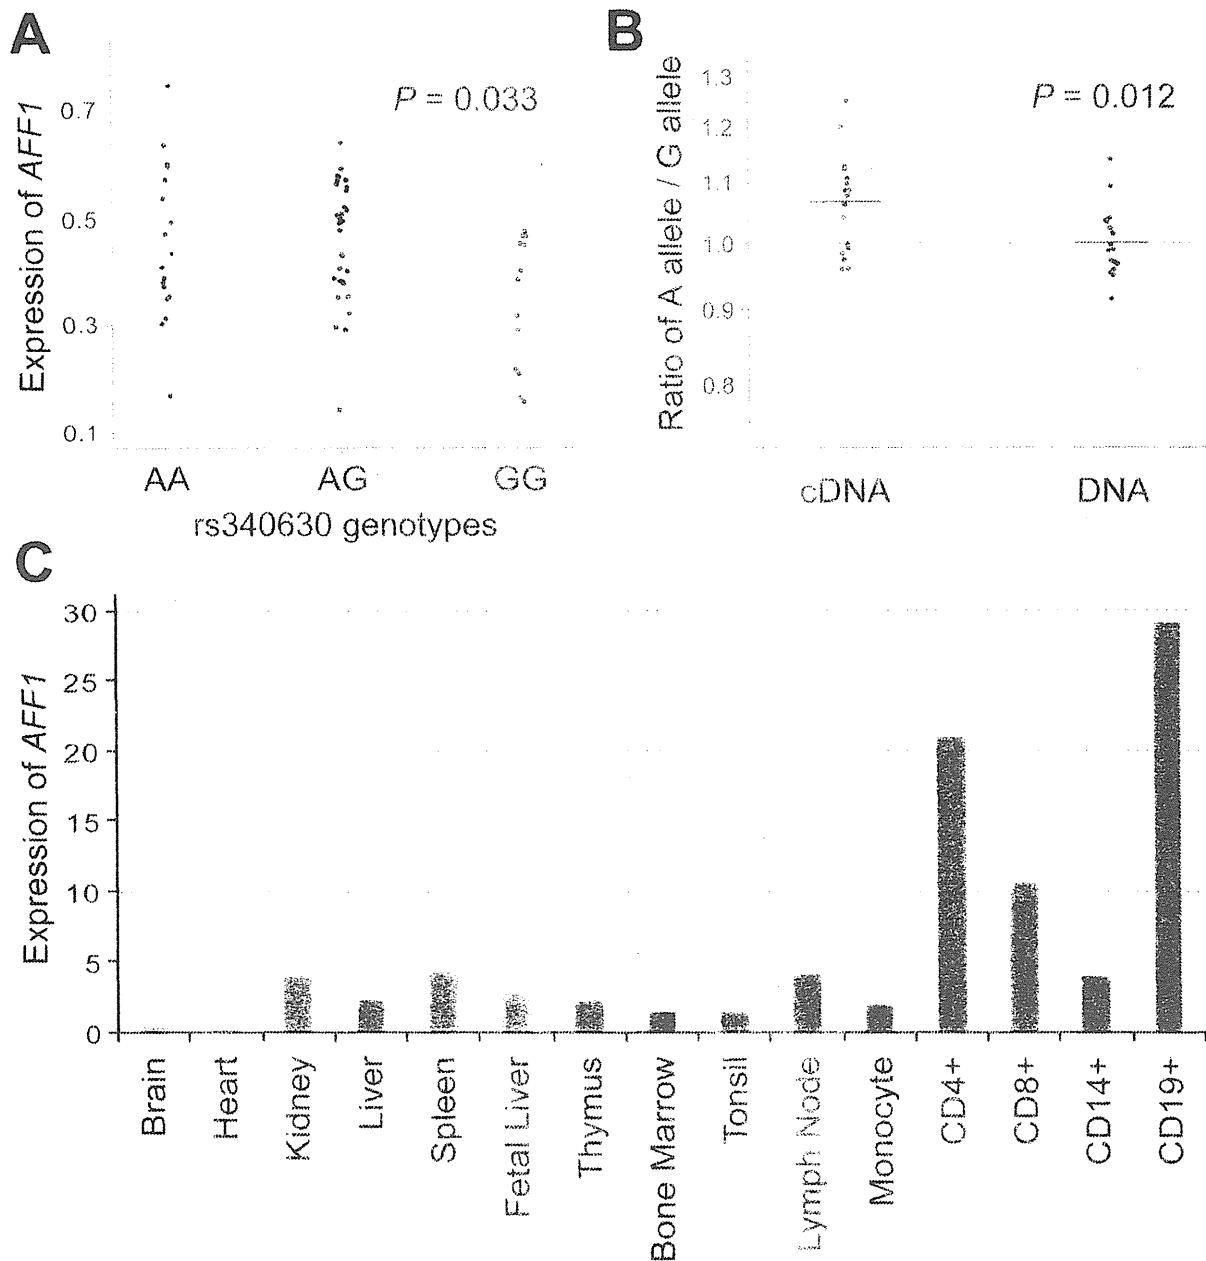 A
Expression of AFF1
0.7
0.5
0.3
0.1
P = 0.033
AA AG GG
rs340630 genotypes
B
Ratio of A allele / G allele
1.3
1.2
1.1
1.0
0.9
0.8
P = 0.012
cDNA DNA
C
Expression of AFF1
30
25
20
15
10
5
0
Brain
Heart
Kidney
Liver
Spleen
Fetal Liver
Thymus
Bone Marrow
Tonsil
Lymph Node
Monocyte
CD4+
CD8+
CD14+
CD19+